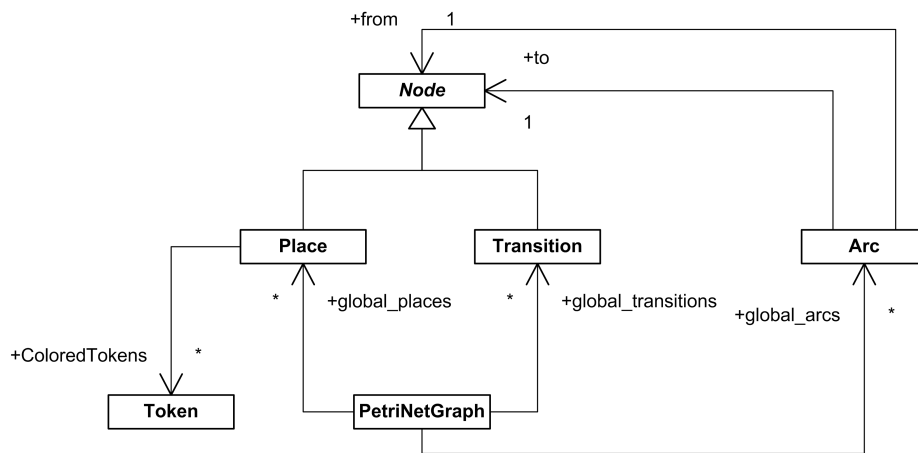 +from 1
+to
Node
1
Place
Transition
Arc
* +global_places
* +global_transitions
+global_arcs *
+ColoredTokens *
Token
PetriNetGraph